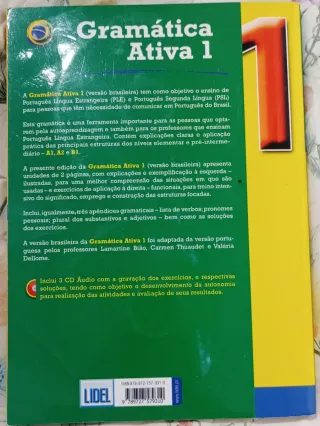 Gramática
Ativa 1
1
A Gramática Ativa 1 (versão brasileira) tem como objetivo o ensino de
Português Língua Estrangeira (PLE) e Português Segunda Língua (PSL)
para pessoas que têm necessidade de comunicar em Português do Brasil.
Esta gramática é uma ferramenta importante para as pessoas que optarem
pela autoaprendizagem e também para os professores que ensinam
Português Língua Estrangeira. Contém explicações claras e aplicação
prática das principais estruturas dos níveis elementar e pré-intermediário
– A1, A2 e B1.
A presente edição da Gramática Ativa 1 (versão brasileira) apresenta
unidades de 2 páginas, com explicações e exemplificação à esquerda –
ilustradas, para uma melhor compreensão das situações em que são
usadas – e exercícios de aplicação à direita – funcionais, para treino intensivo
do significado, emprego e construção das estruturas focadas.
Inclui, igualmente, três apêndices gramaticais – lista de verbos; pronomes
pessoais; plural dos substantivos e adjetivos – bem como as soluções
dos exercícios.
A versão brasileira da Gramática Ativa 1 foi adaptada da versão portuguesa
pelos professores Lamartine Bião, Carmen Thiaudet e Valéria
Dellome.
Inclui 3 CD Áudio com a gravação dos exercícios, e respectivas
soluções, tendo como objetivo o desenvolvimento da autonomia
para realização das atividades e avaliação de seus resultados.
LIDEL
www.lidel.pt